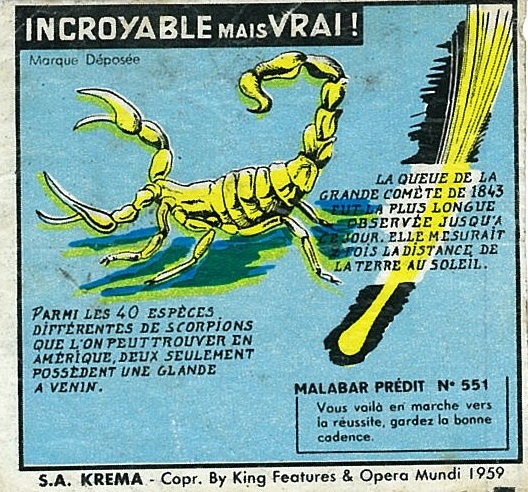 INCROYABLE MAIS VRAI !
Marque Déposée
LA QUEUE DE LA
GRANDE COMÈTE DE 1843
FUT LA PLUS LONGUE
OBSERVÉE JUSQU'A
CE JOUR. ELLE MESURAIT
FOIS LA DISTANCE DE
LA TERRE AU SOLEIL.
PARMI LES 40 ESPÈCES
DIFFÉRENTES DE SCORPIONS
QUE L'ON PEUT TROUVER EN
AMÉRIQUE, DEUX SEULEMENT
POSSÈDENT UNE GLANDE
A VENIN.
MALABAR PRÉDIT N° 551
Vous voilà en marche vers
la réussite, gardez la bonne
cadence.
S.A. KREMA - Copr. By King Features & Opera Mundi 1959